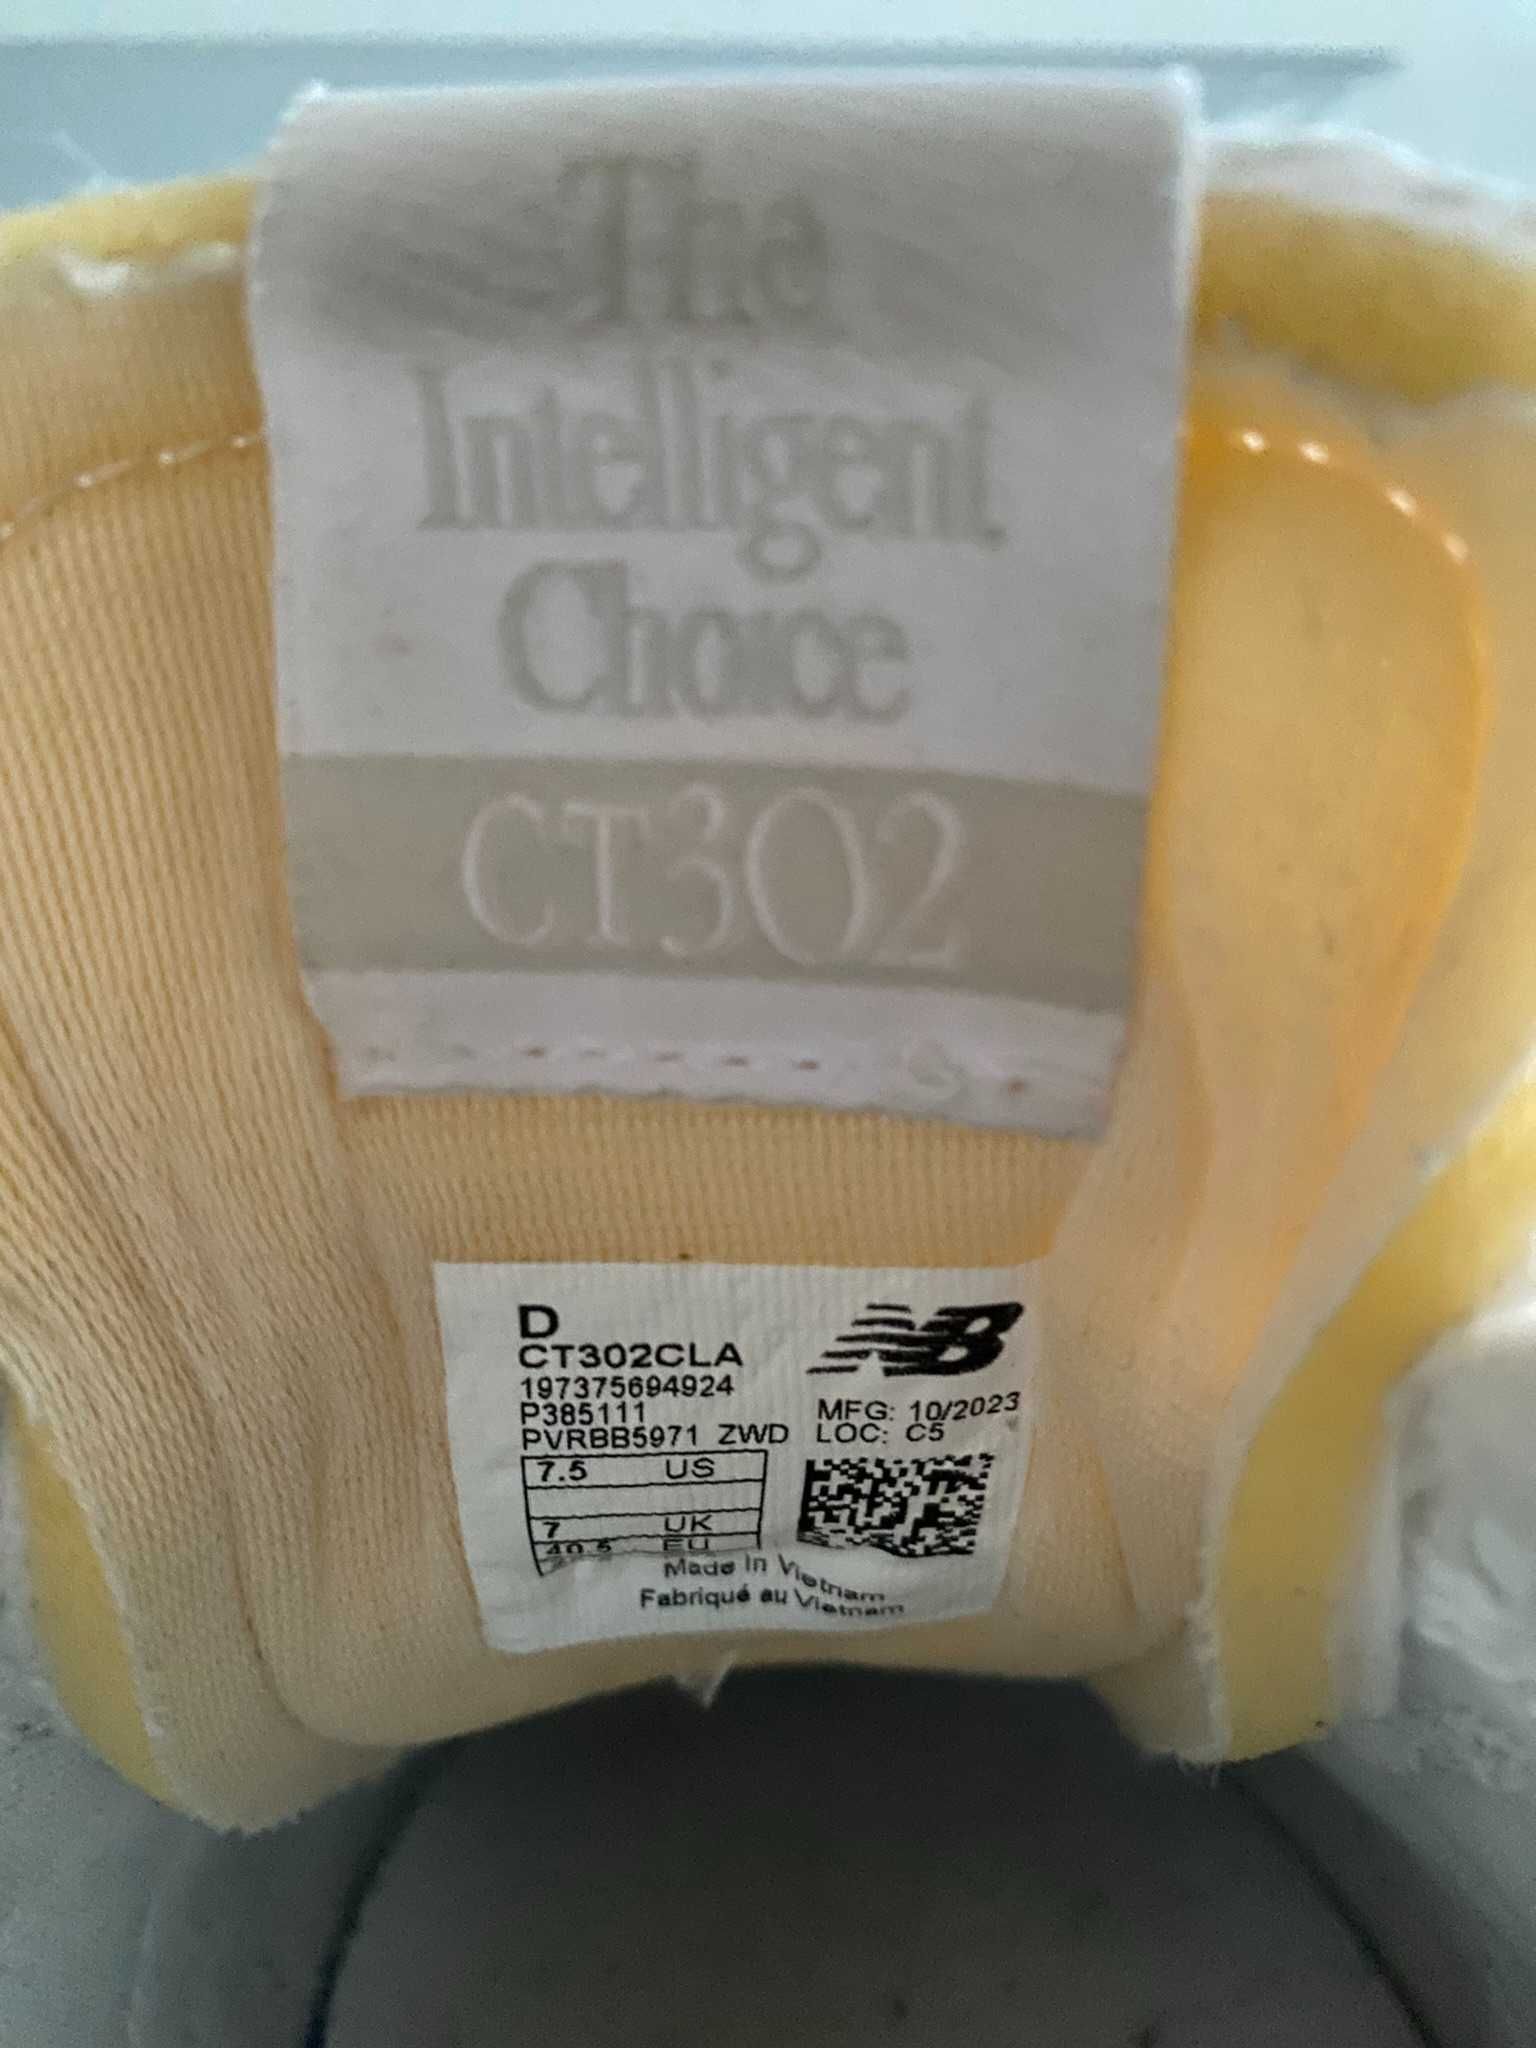 The
Intelligent
Choice
CT302
D
CT302CLA
197375694924
P385111
PVRBB5971 ZWD
NB
MFG: 10/2023
LOC: C5
7.5 US
7 UK
40.5 EU
Made in Vietnam
Fabriqué au Vietnam